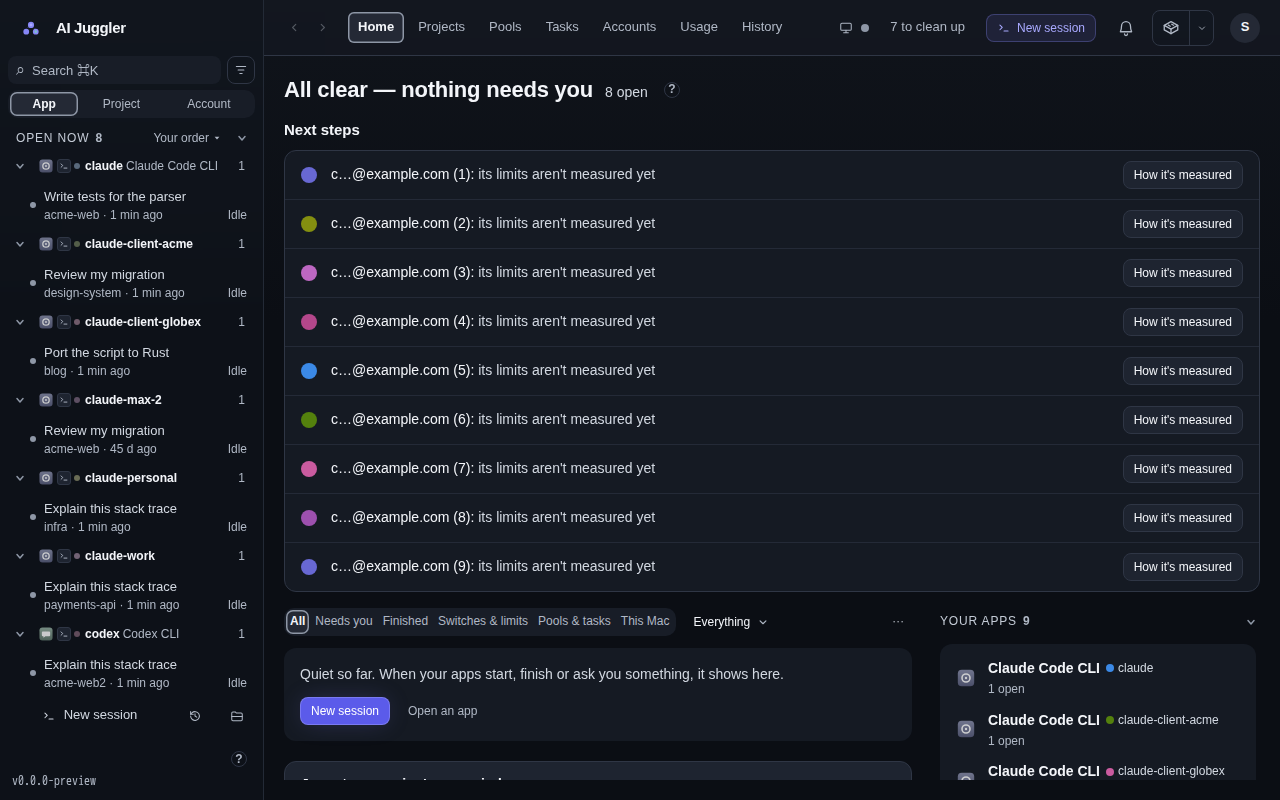 AI Juggler
Search ⌘K
App Project Account
OPEN NOW 8 Your order
claude Claude Code CLI 1
Write tests for the parser
acme-web · 1 min ago Idle
claude-client-acme 1
Review my migration
design-system · 1 min ago Idle
claude-client-globex 1
Port the script to Rust
blog · 1 min ago Idle
claude-max-2 1
Review my migration
acme-web · 45 d ago Idle
claude-personal 1
Explain this stack trace
infra · 1 min ago Idle
claude-work 1
Explain this stack trace
payments-api · 1 min ago Idle
codex Codex CLI 1
Explain this stack trace
acme-web2 · 1 min ago Idle
New session
?
v0.0.0-preview
Home Projects Pools Tasks Accounts Usage History 7 to clean up New session S
All clear — nothing needs you 8 open ?
Next steps
c…@example.com (1): its limits aren't measured yet How it's measured
c…@example.com (2): its limits aren't measured yet How it's measured
c…@example.com (3): its limits aren't measured yet How it's measured
c…@example.com (4): its limits aren't measured yet How it's measured
c…@example.com (5): its limits aren't measured yet How it's measured
c…@example.com (6): its limits aren't measured yet How it's measured
c…@example.com (7): its limits aren't measured yet How it's measured
c…@example.com (8): its limits aren't measured yet How it's measured
c…@example.com (9): its limits aren't measured yet How it's measured
All Needs you Finished Switches & limits Pools & tasks This Mac Everything ⋯
Quiet so far. When your apps start, finish or ask you something, it shows here.
New session Open an app
YOUR APPS 9
Claude Code CLI claude
1 open
Claude Code CLI claude-client-acme
1 open
Claude Code CLI claude-client-globex